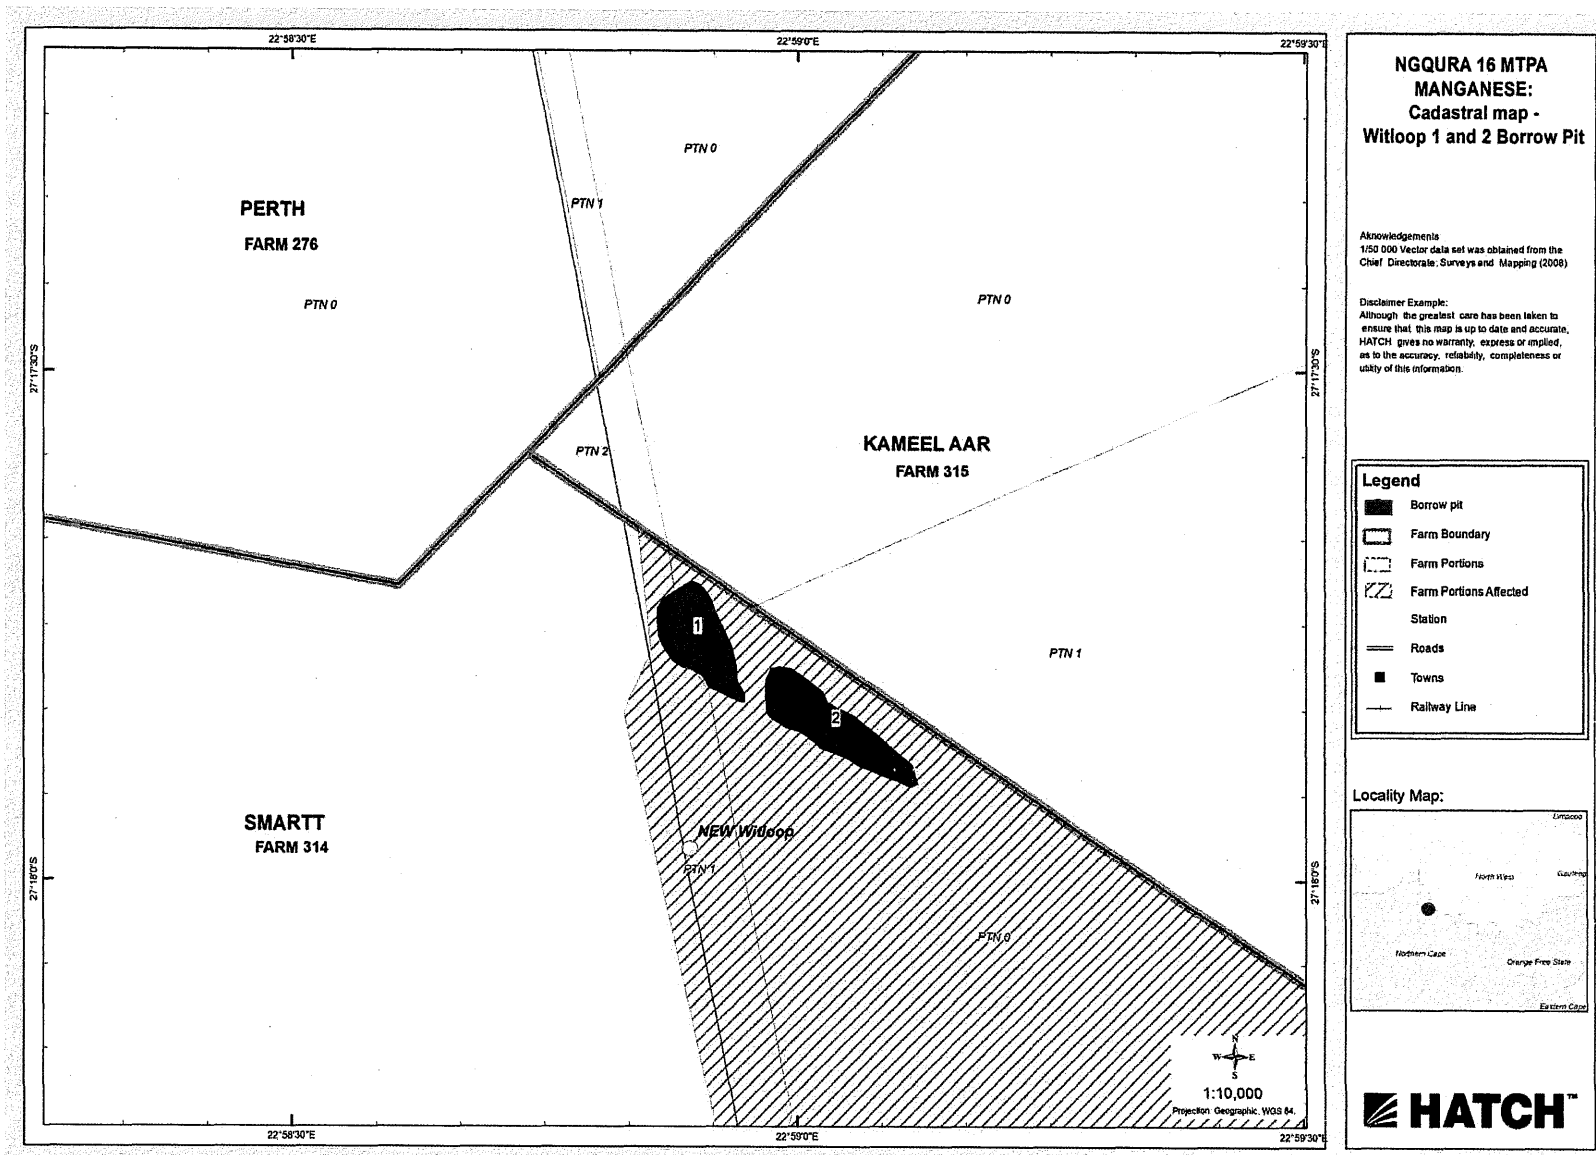 22°58'30"E
22°59'0"E
22°59'30"E
PTN 0
PTN 1
PERTH
FARM 276
PTN 0
PTN 0
27°17'30"S
27°17'30"S
KAMEEL AAR
FARM 315
PTN 2
1
PTN 1
2
NEW Witloop
SMARTT
FARM 314
PTN 1
27°18'0"S
27°18'0"S
PTN 0
N
W E
S
1:10,000
Projection: Geographic, WGS 84.
22°58'30"E
22°59'0"E
22°59'30"E
NGQURA 16 MTPA
MANGANESE:
Cadastral map -
Witloop 1 and 2 Borrow Pit
Aknowledgements
1/50 000 Vector data set was obtained from the
Chief Directorate: Surveys and Mapping (2008)
Disclaimer Example:
Although the greatest care has been taken to
ensure that this map is up to date and accurate,
HATCH gives no warranty, express or implied,
as to the accuracy, reliability, completeness or
utility of this information.
Legend
Borrow pit
Farm Boundary
Farm Portions
Farm Portions Affected
Station
Roads
Towns
Railway Line
Locality Map:
Limpopo
North West
Gauteng
Northern Cape
Orange Free State
Eastern Cape
HATCH™